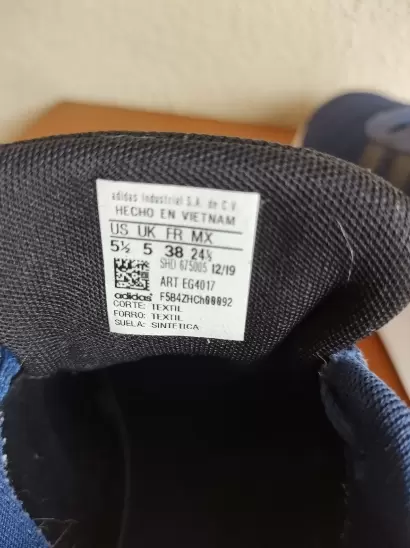 adidas Industrial S.A. de C.V.
HECHO EN VIETNAM
US UK FR MX
5½ 5 38 24½
SHD 675005 12/19
ART EG4017
adidas F5B4ZHCh00092
CORTE: TEXTIL
FORRO: TEXTIL
SUELA: SINTETICA